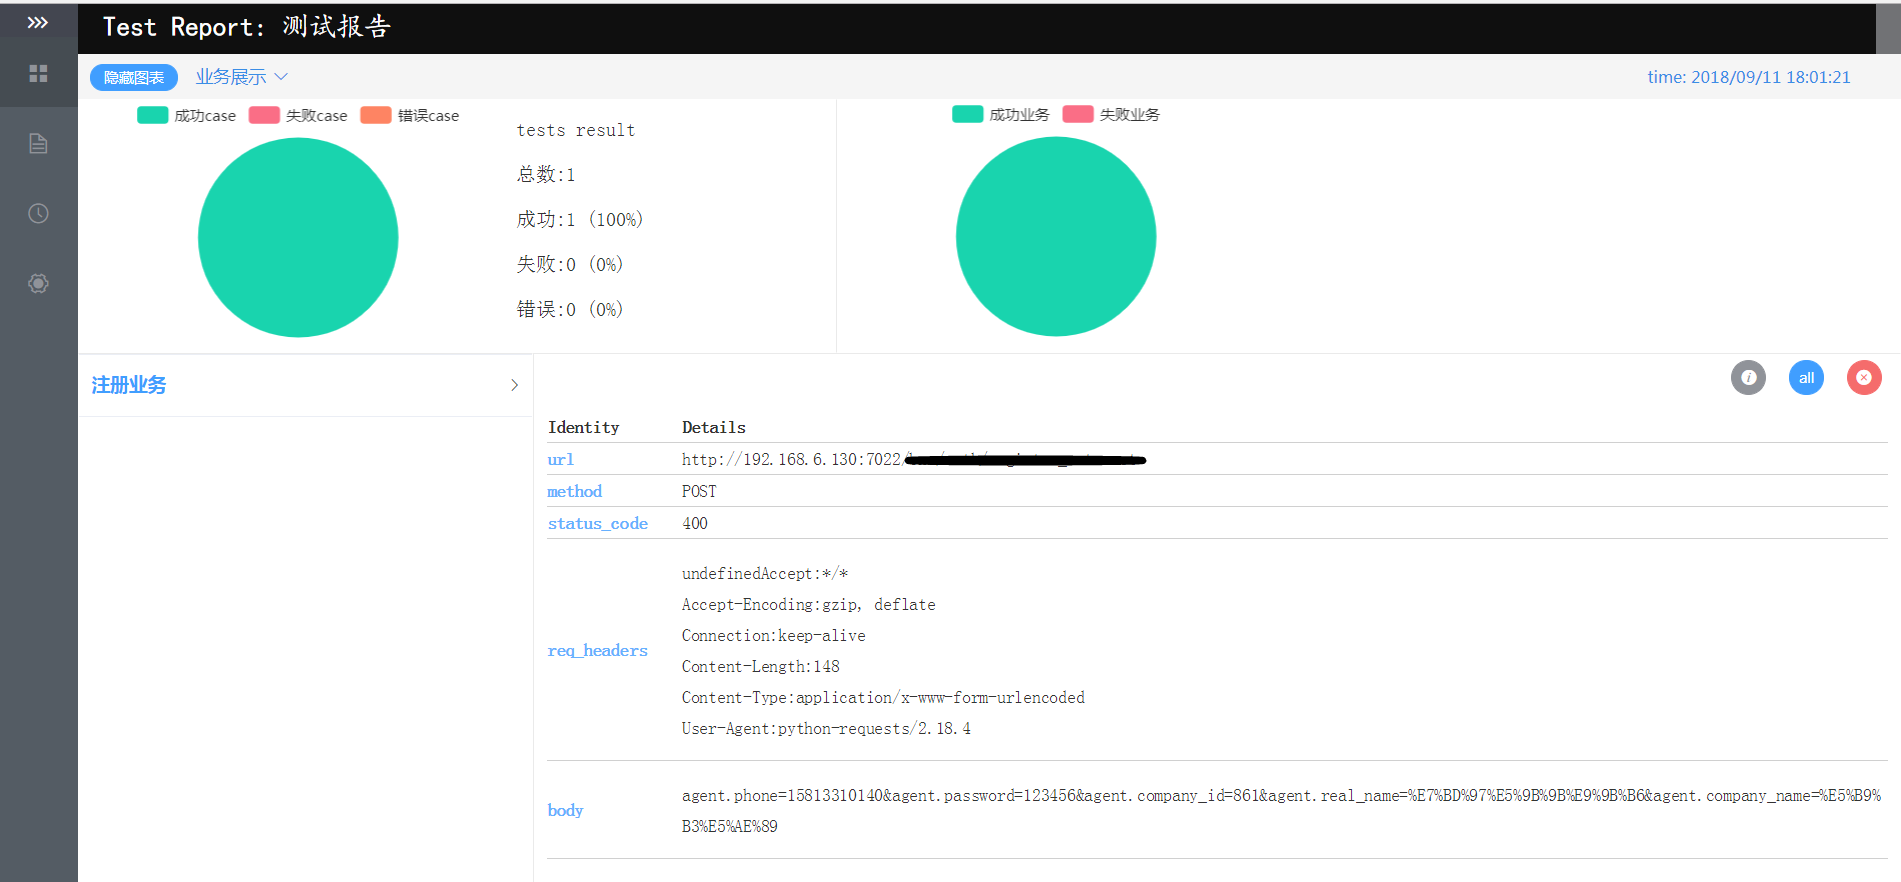 Test Report: 测试报告
隐藏图表 业务展示
time: 2018/09/11 18:01:21
成功case 失败case 错误case
tests result
总数:1
成功:1 (100%)
失败:0 (0%)
错误:0 (0%)
成功业务 失败业务
注册业务
all
Identity Details
url http://192.168.6.130:7022/
method POST
status_code 400
req_headers
undefinedAccept:*/*
Accept-Encoding:gzip, deflate
Connection:keep-alive
Content-Length:148
Content-Type:application/x-www-form-urlencoded
User-Agent:python-requests/2.18.4
body
agent.phone=15813310140&agent.password=123456&agent.company_id=861&agent.real_name=%E7%BD%97%E5%9B%9B%E9%9B%B6&agent.company_name=%E5%B9%
B3%E5%AE%89